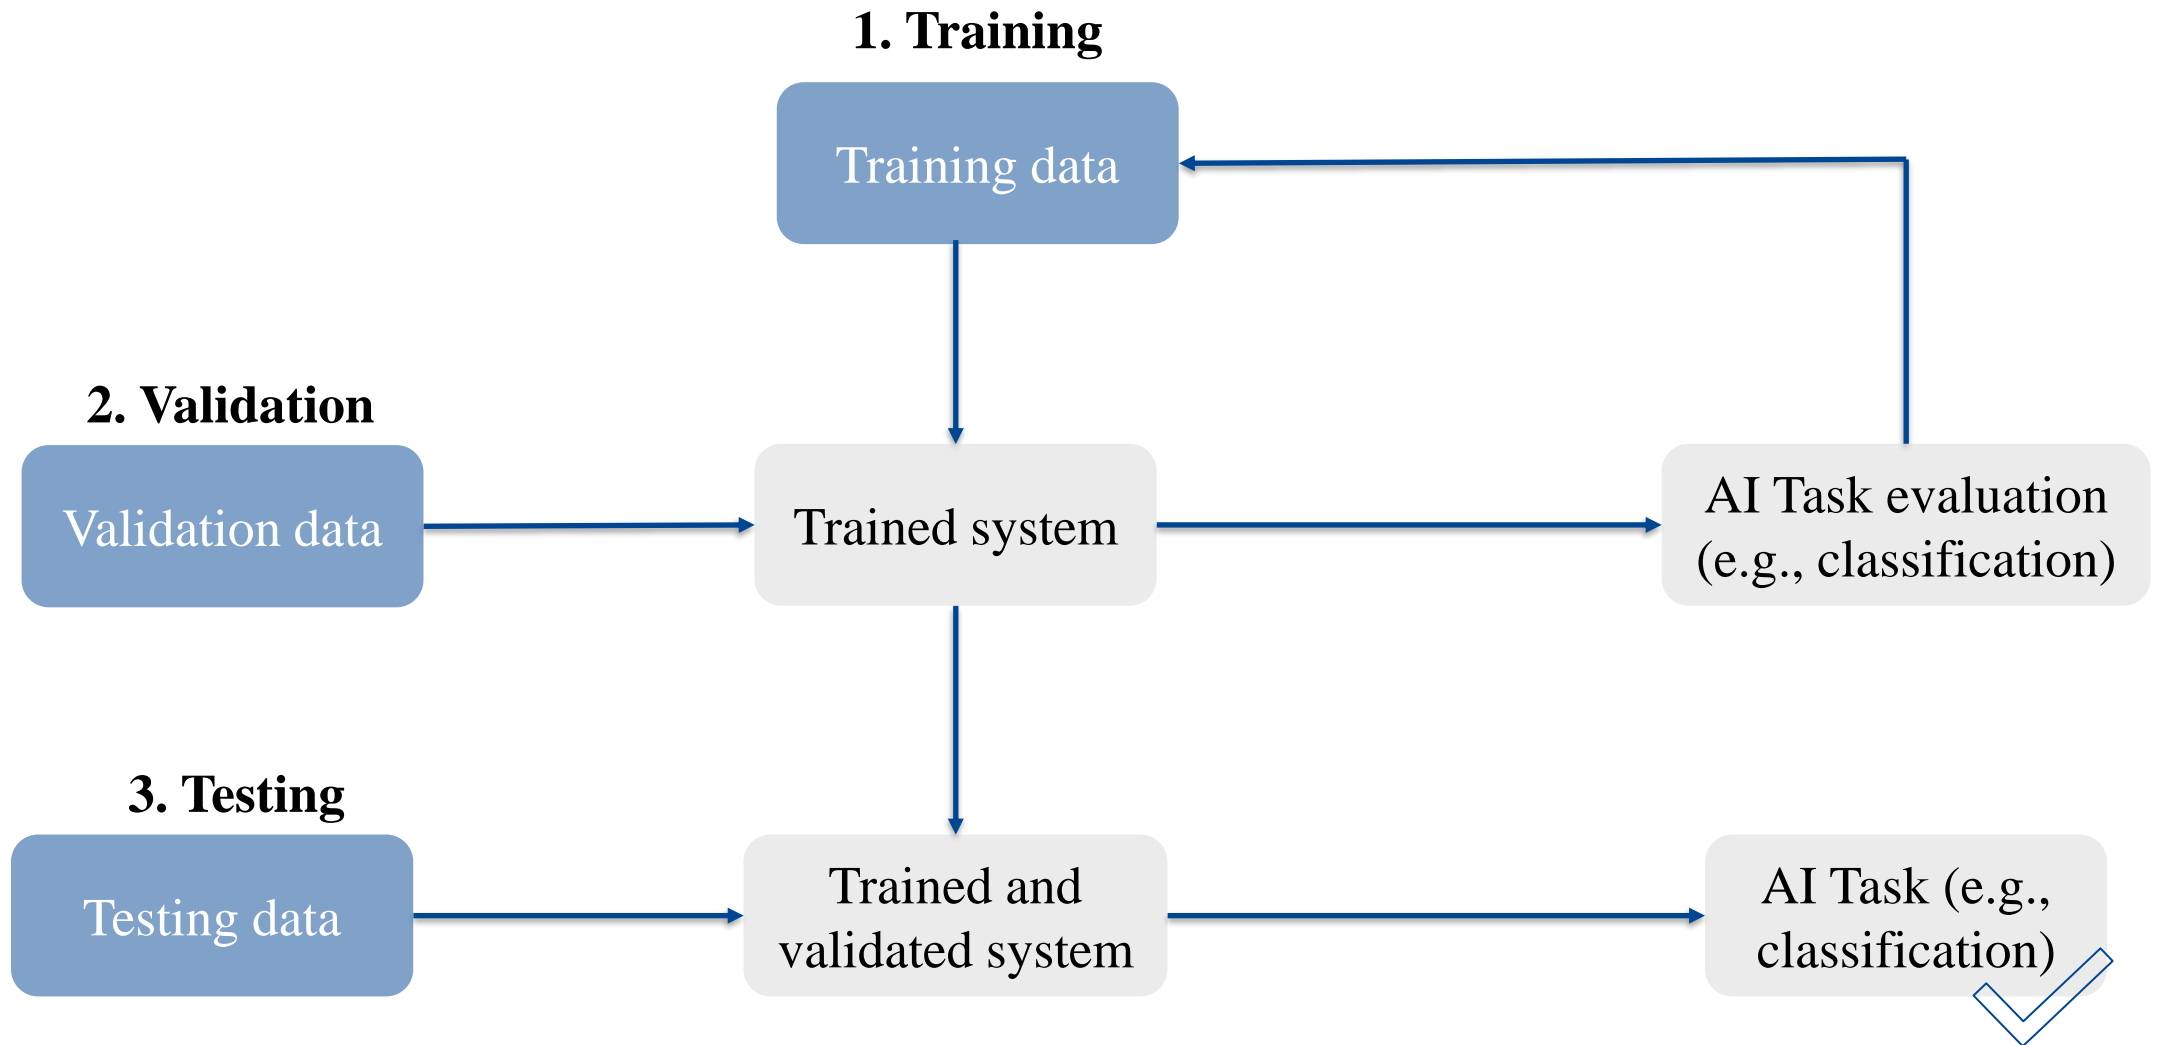 1. Training
Training data
2. Validation
Validation data
Trained system
AI Task evaluation
(e.g., classification)
3. Testing
Testing data
Trained and
validated system
AI Task (e.g.,
classification)